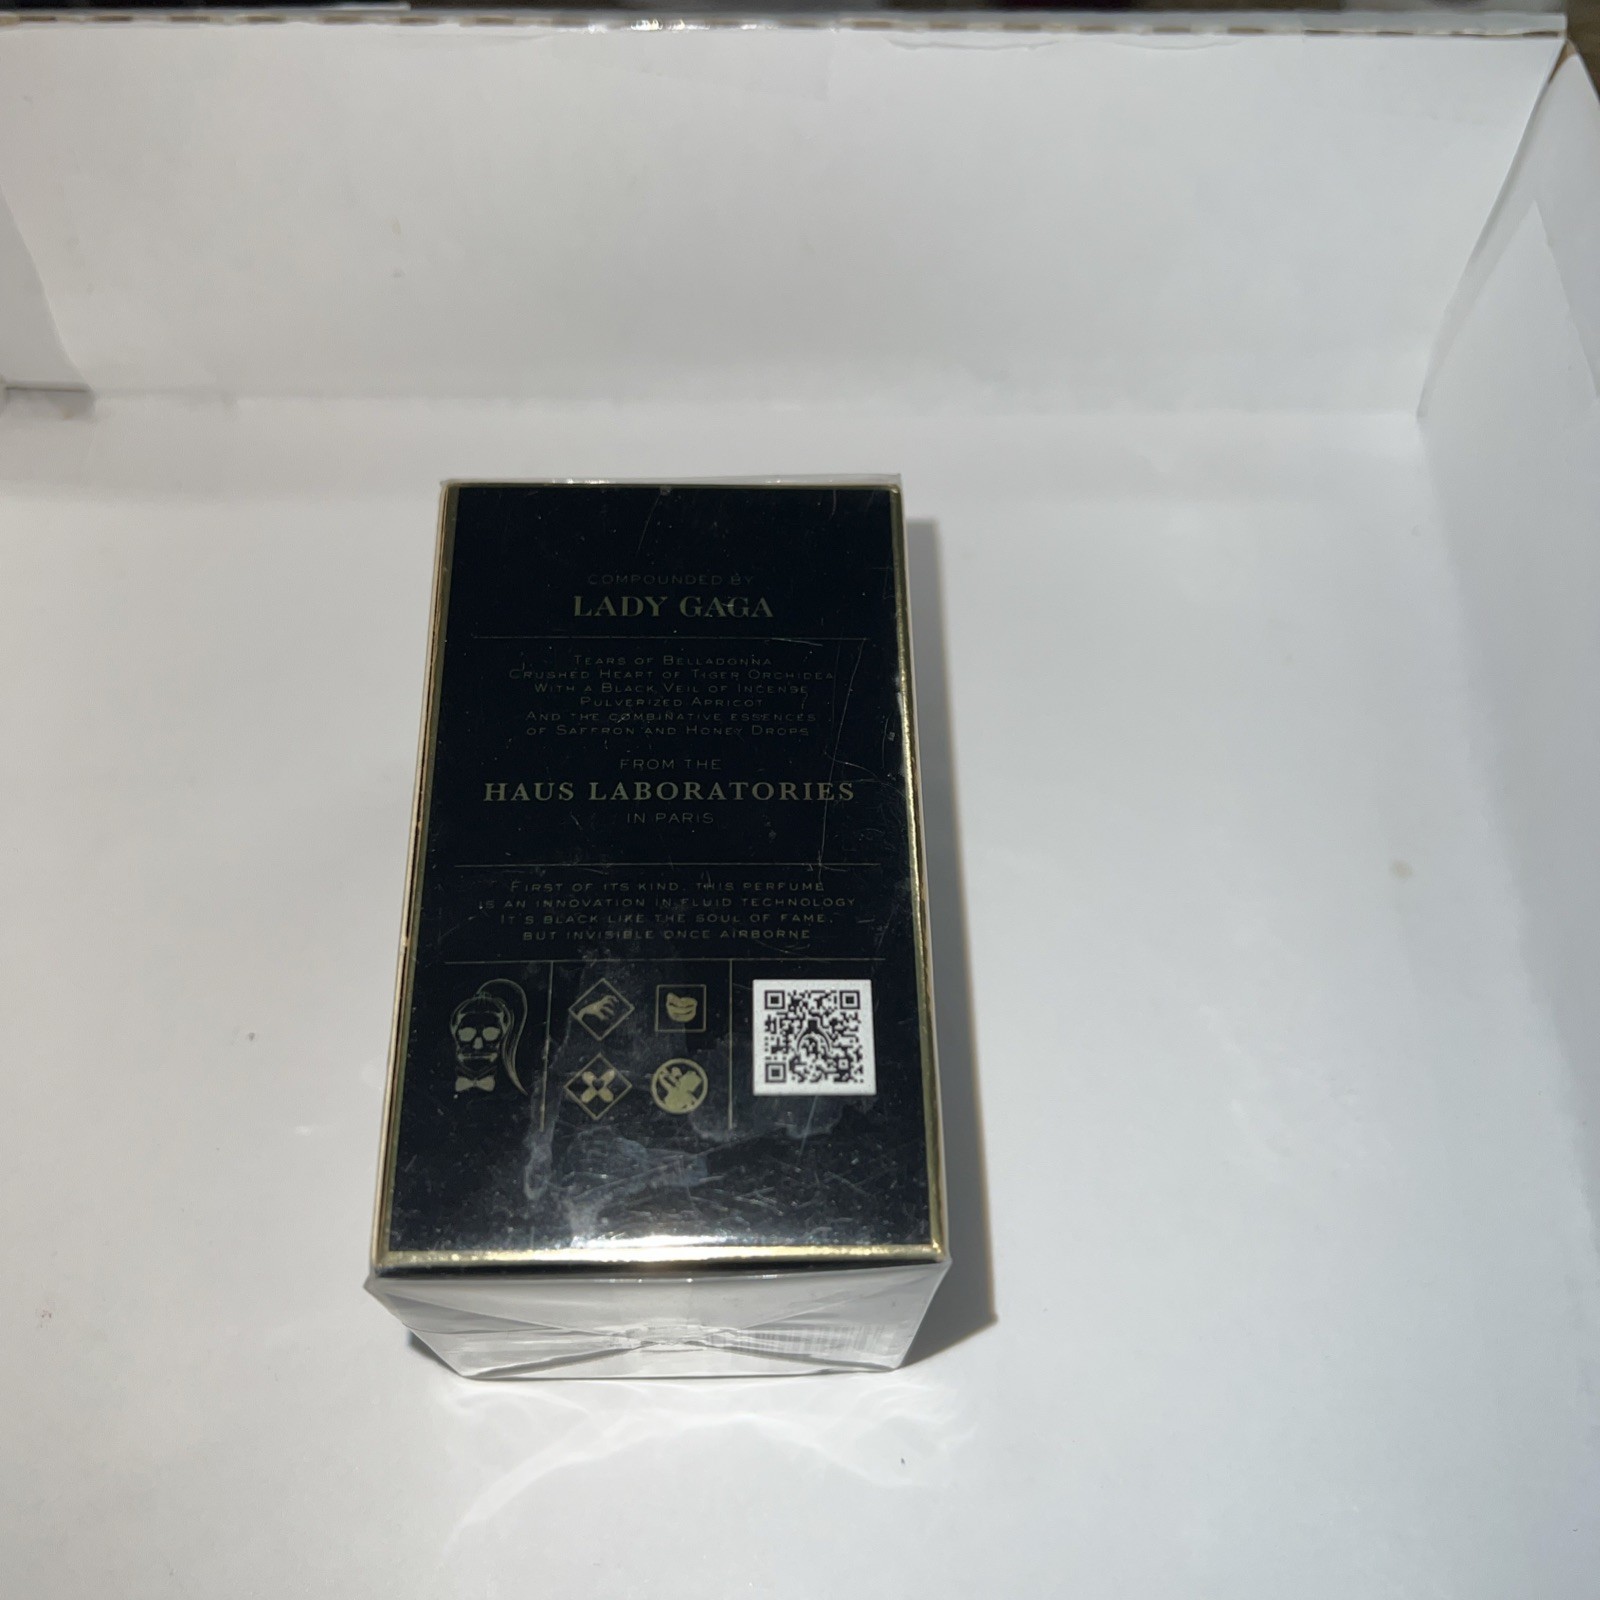 COMPOUNDED BY
LADY GAGA
TEARS OF BELLADONNA
CRUSHED HEART OF TIGER ORCHIDEA
WITH A BLACK VEIL OF INCENSE
PULVERIZED APRICOT
AND THE COMBINATIVE ESSENCES
OF SAFFRON AND HONEY DROPS
FROM THE
HAUS LABORATORIES
IN PARIS
FIRST OF ITS KIND, THIS PERFUME
IS AN INNOVATION IN FLUID TECHNOLOGY
IT'S BLACK LIKE THE SOUL OF FAME,
BUT INVISIBLE ONCE AIRBORNE